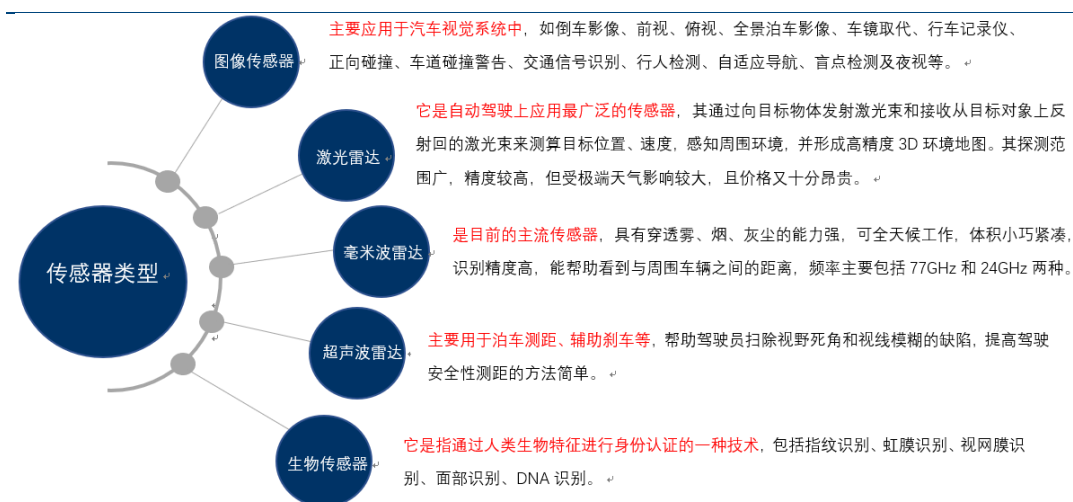 传感器类型
图像传感器
主要应用于汽车视觉系统中，如倒车影像、前视、俯视、全景泊车影像、车镜取代、行车记录仪、
正向碰撞、车道碰撞警告、交通信号识别、行人检测、自适应导航、盲点检测及夜视等。
激光雷达
它是自动驾驶上应用最广泛的传感器，其通过向目标物体发射激光束和接收从目标对象上反
射回的激光束来测算目标位置、速度，感知周围环境，并形成高精度 3D 环境地图。其探测范
围广，精度较高，但受极端天气影响较大，且价格又十分昂贵。
毫米波雷达
是目前的主流传感器，具有穿透雾、烟、灰尘的能力强，可全天候工作，体积小巧紧凑，
识别精度高，能帮助看到与周围车辆之间的距离，频率主要包括 77GHz 和 24GHz 两种。
超声波雷达
主要用于泊车测距、辅助刹车等，帮助驾驶员扫除视野死角和视线模糊的缺陷，提高驾驶
安全性测距的方法简单。
生物传感器
它是指通过人类生物特征进行身份认证的一种技术，包括指纹识别、虹膜识别、视网膜识
别、面部识别、DNA 识别。